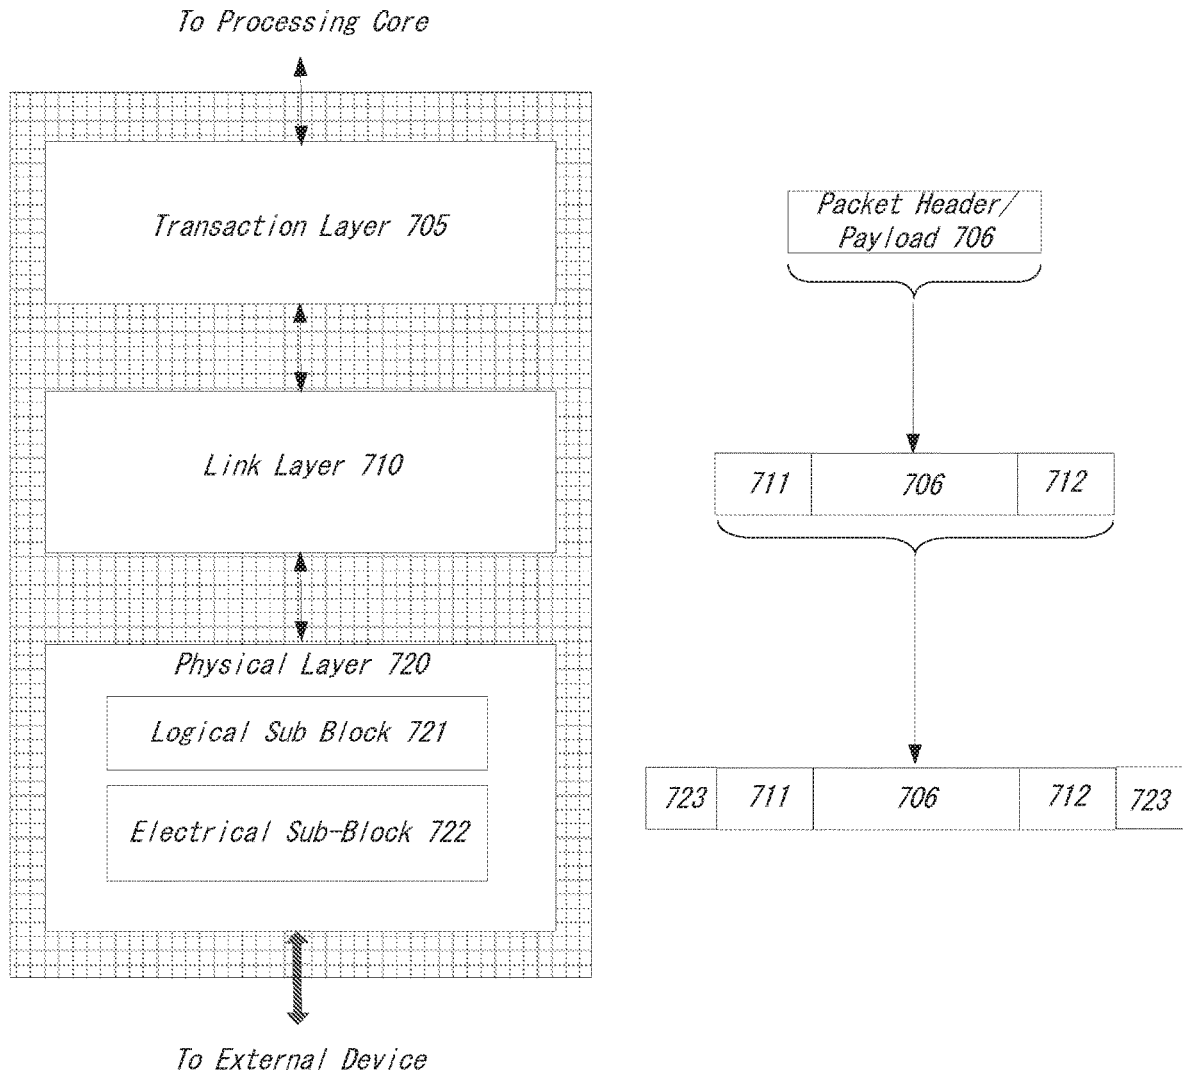 To Processing Core
Transaction Layer 705
Link Layer 710
Physical Layer 720
Logical Sub Block 721
Electrical Sub-Block 722
To External Device
Packet Header/
Payload 706
711 706 712
723 711 706 712 723